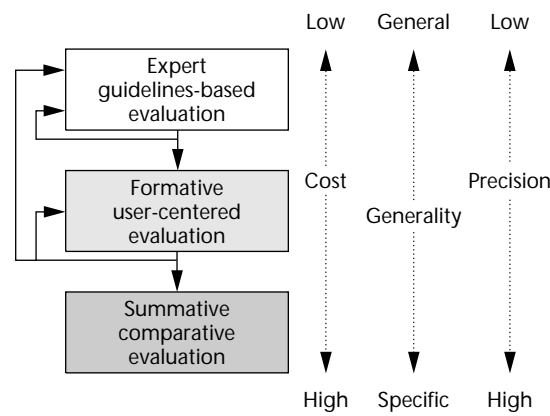 Low General Low
Expert
guidelines-based
evaluation
Formative
user-centered
evaluation
Cost
Precision
Generality
Summative
comparative
evaluation
High Specific High